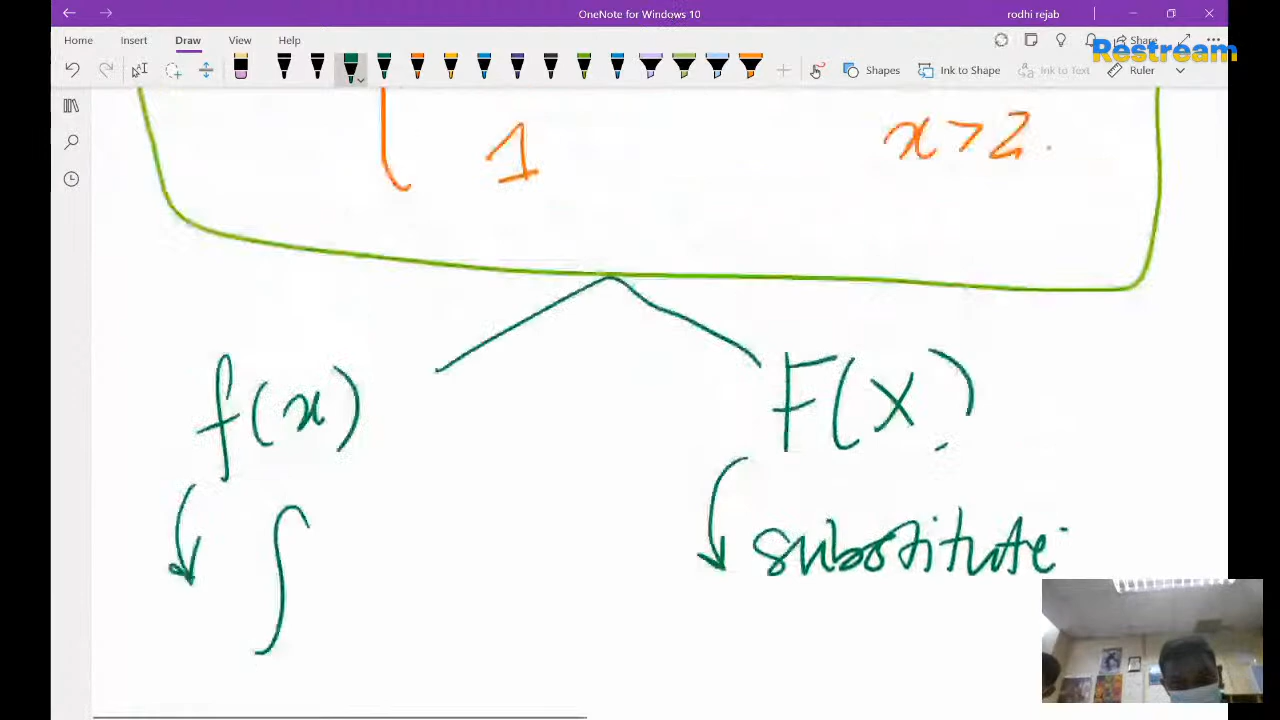 OneNote for Windows 10
rodhi rejab
Home Insert Draw View Help
Share
Restream
Shapes
Ink to Shape
Ink to Text
Ruler
1 x > 2
f(x) F(X)
∫ substitute